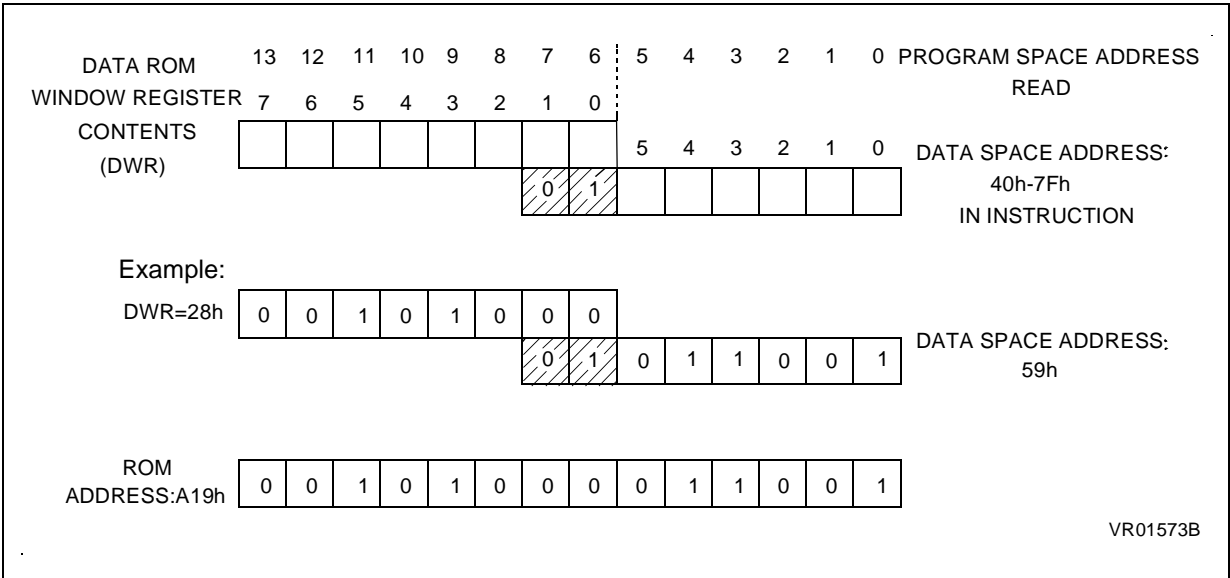 DATA ROM
WINDOW REGISTER
CONTENTS
(DWR)
13 12 11 10 9 8 7 6 5 4 3 2 1 0
PROGRAM SPACE ADDRESS
READ
7 6 5 4 3 2 1 0
5 4 3 2 1 0
DATA SPACE ADDRESS:
40h-7Fh
IN INSTRUCTION
0 1
Example:
DWR=28h
0 0 1 0 1 0 0 0
0 1 0 1 1 0 0 1
DATA SPACE ADDRESS:
59h
ROM
ADDRESS:A19h
0 0 1 0 1 0 0 0 0 1 1 0 0 1
VR01573B